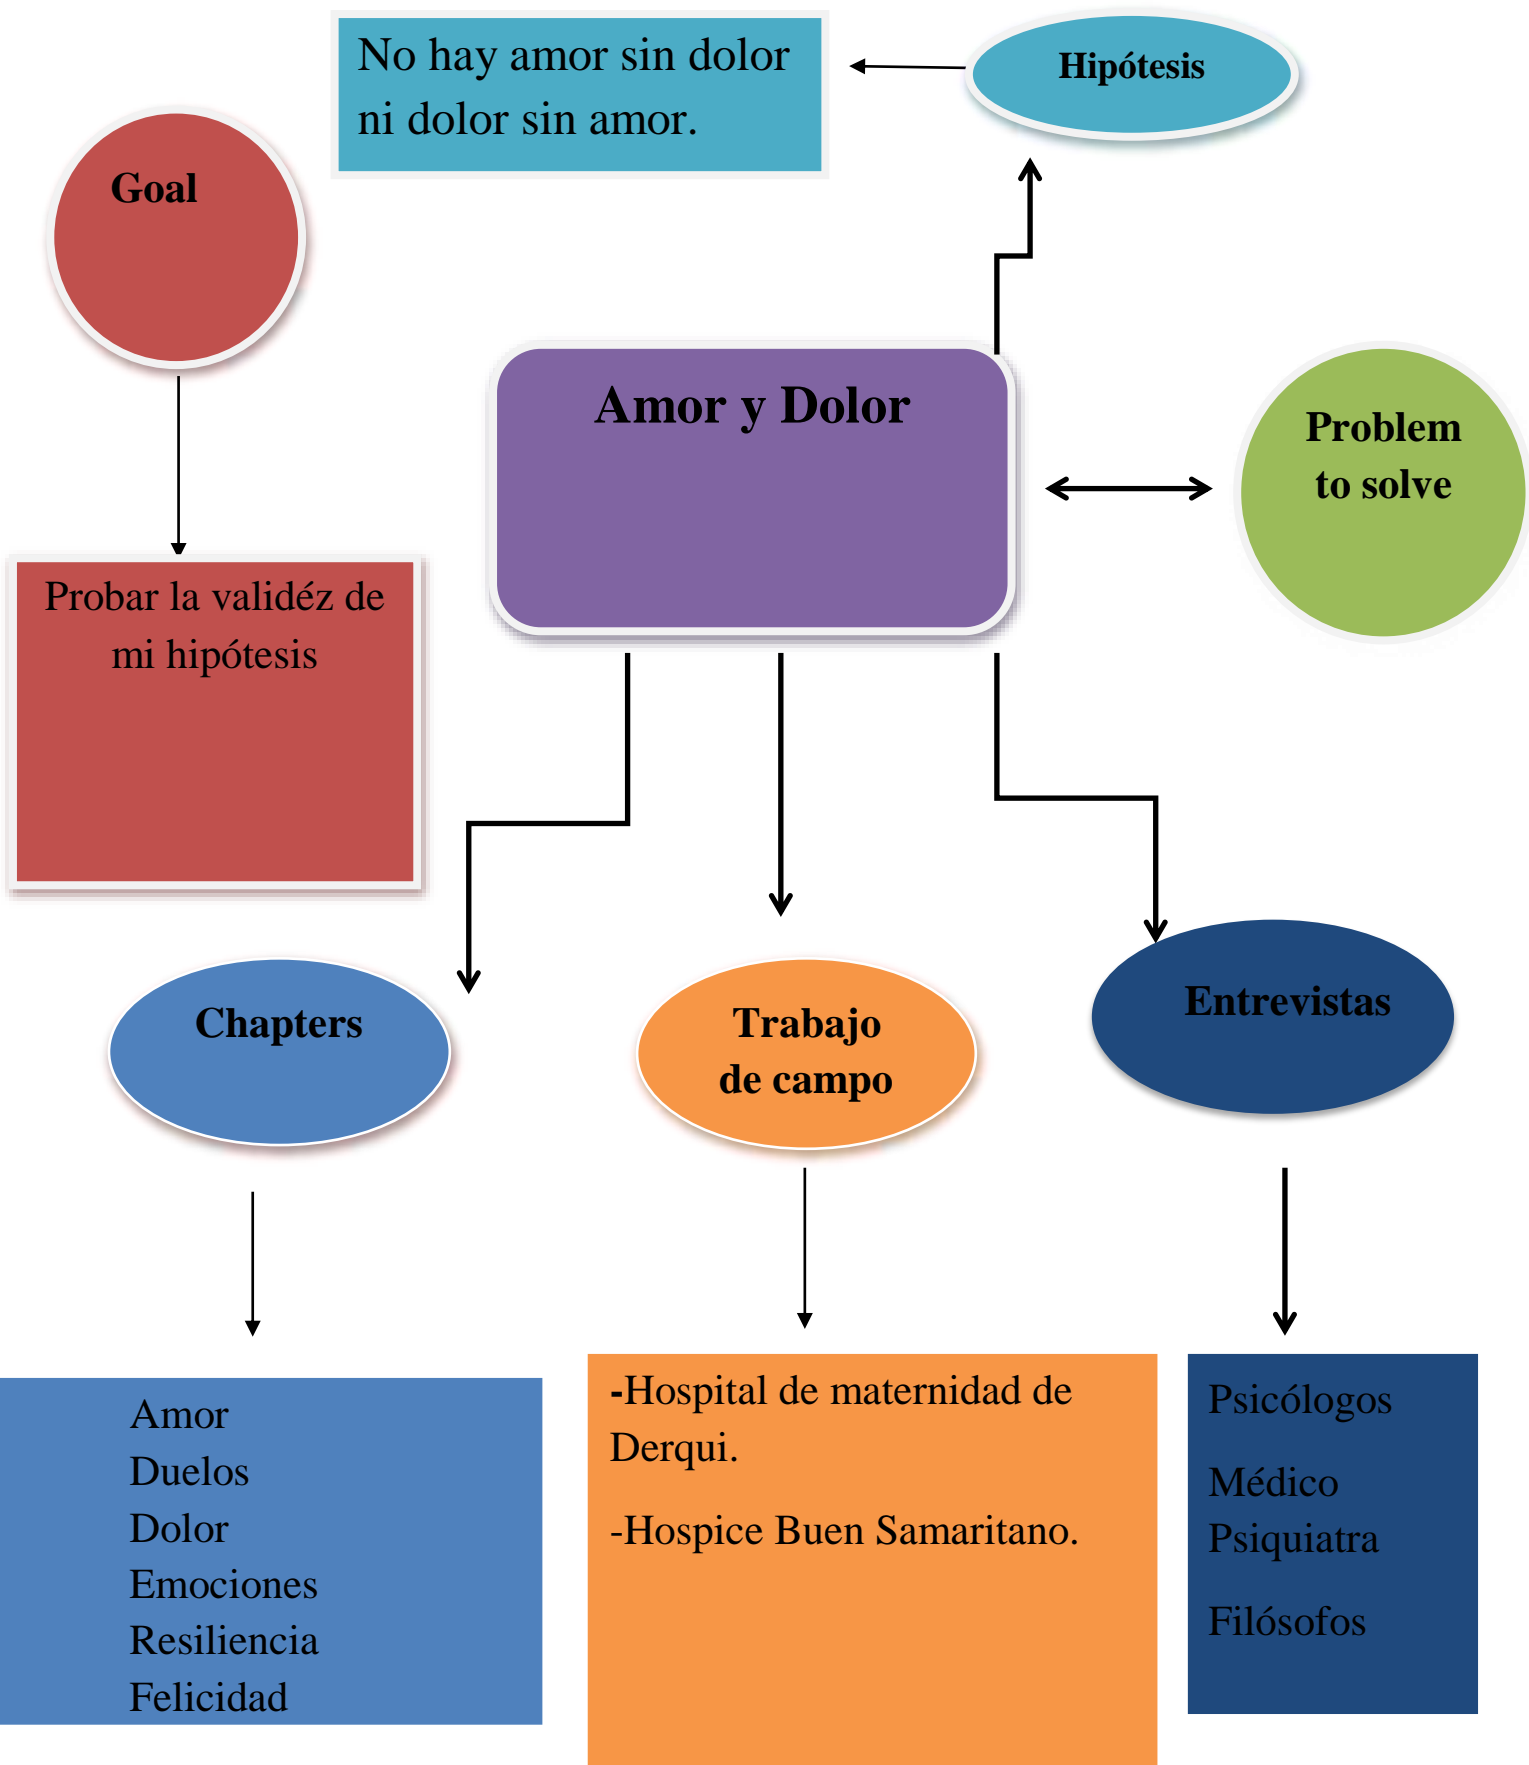 No hay amor sin dolor
ni dolor sin amor.
Hipótesis
Goal
Amor y Dolor
Problem
to solve
Probar la validéz de
mi hipótesis
Chapters
Trabajo
de campo
Entrevistas
Amor
Duelos
Dolor
Emociones
Resiliencia
Felicidad
-Hospital de maternidad de
Derqui.
-Hospice Buen Samaritano.
Psicólogos
Médico
Psiquiatra
Filósofos